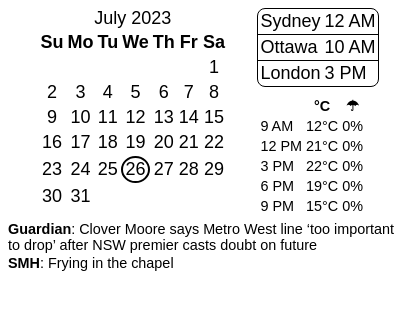 July 2023
Su Mo Tu We Th Fr Sa
1
2 3 4 5 6 7 8
9 10 11 12 13 14 15
16 17 18 19 20 21 22
23 24 25 26 27 28 29
30 31
Sydney 12 AM
Ottawa 10 AM
London 3 PM
°C ☂
9 AM 12°C 0%
12 PM 21°C 0%
3 PM 22°C 0%
6 PM 19°C 0%
9 PM 15°C 0%
Guardian: Clover Moore says Metro West line ‘too important
to drop’ after NSW premier casts doubt on future
SMH: Frying in the chapel